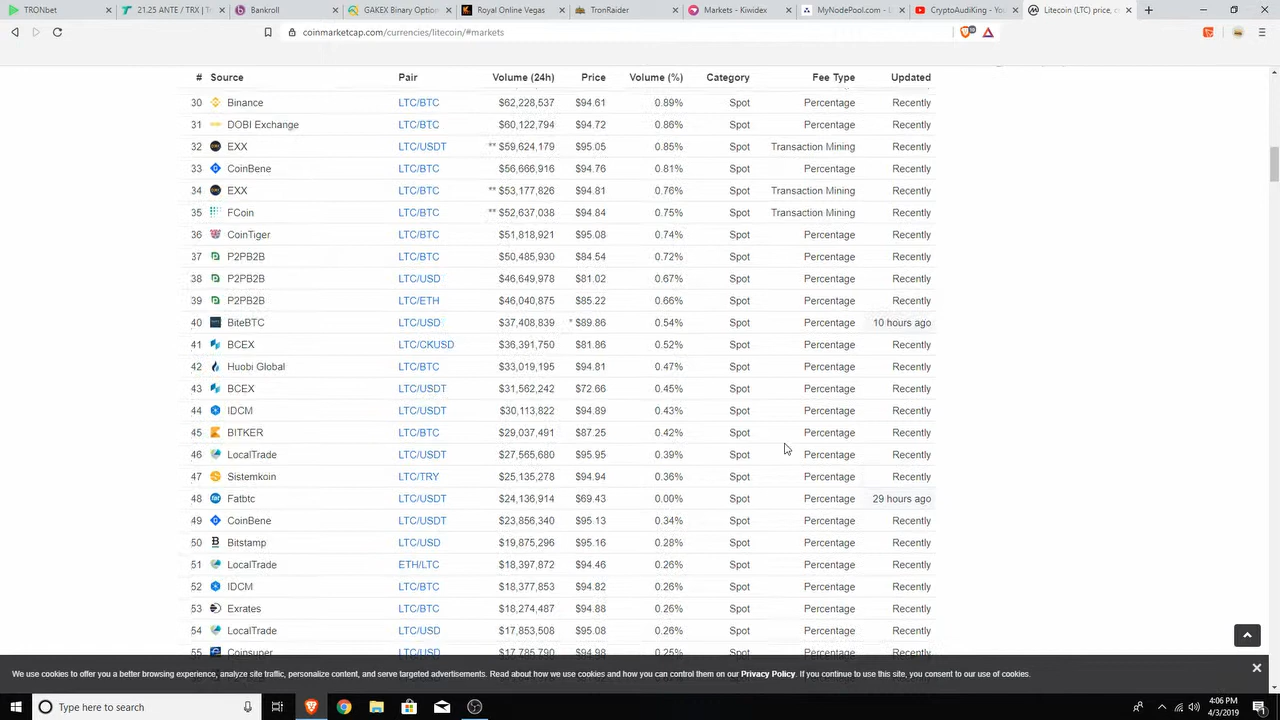 TRONbet
21.25 ANTE / TRX | T
Bankroll
GAKEX Binary Option
Royal Online Vegas
TronRaider
Markets - Kiwidex
MyNodePool.com - L
CryptoAudiKing - Yo
Litecoin (LTC) price, c
coinmarketcap.com/currencies/litecoin/#markets
# Source Pair Volume (24h) Price Volume (%) Category Fee Type Updated
30 Binance LTC/BTC $62,228,537 $94.61 0.89% Spot Percentage Recently
31 DOBI Exchange LTC/BTC $60,122,794 $94.72 0.86% Spot Percentage Recently
32 EXX LTC/USDT ** $59,624,179 $95.05 0.85% Spot Transaction Mining Recently
33 CoinBene LTC/BTC $56,666,916 $94.76 0.81% Spot Percentage Recently
34 EXX LTC/BTC ** $53,177,826 $94.81 0.76% Spot Transaction Mining Recently
35 FCoin LTC/BTC ** $52,637,038 $94.84 0.75% Spot Transaction Mining Recently
36 CoinTiger LTC/BTC $51,818,921 $95.08 0.74% Spot Percentage Recently
37 P2PB2B LTC/BTC $50,485,930 $84.54 0.72% Spot Percentage Recently
38 P2PB2B LTC/USD $46,649,978 $81.02 0.67% Spot Percentage Recently
39 P2PB2B LTC/ETH $46,040,875 $85.22 0.66% Spot Percentage Recently
40 BiteBTC LTC/USD $37,408,839 * $89.86 0.54% Spot Percentage 10 hours ago
41 BCEX LTC/CKUSD $36,391,750 $81.86 0.52% Spot Percentage Recently
42 Huobi Global LTC/BTC $33,019,195 $94.81 0.47% Spot Percentage Recently
43 BCEX LTC/USDT $31,562,242 $72.66 0.45% Spot Percentage Recently
44 IDCM LTC/USDT $30,113,822 $94.89 0.43% Spot Percentage Recently
45 BITKER LTC/BTC $29,037,491 $87.25 0.42% Spot Percentage Recently
46 LocalTrade LTC/USDT $27,565,680 $95.95 0.39% Spot Percentage Recently
47 Sistemkoin LTC/TRY $25,135,278 $94.94 0.36% Spot Percentage Recently
48 Fatbtc LTC/USDT $24,136,914 $69.43 0.00% Spot Percentage 29 hours ago
49 CoinBene LTC/USDT $23,856,340 $95.13 0.34% Spot Percentage Recently
50 Bitstamp LTC/USD $19,875,296 $95.16 0.28% Spot Percentage Recently
51 LocalTrade ETH/LTC $18,397,872 $94.46 0.26% Spot Percentage Recently
52 IDCM LTC/BTC $18,377,853 $94.82 0.26% Spot Percentage Recently
53 Exrates LTC/BTC $18,274,487 $94.88 0.26% Spot Percentage Recently
54 LocalTrade LTC/USD $17,853,508 $95.08 0.26% Spot Percentage Recently
55 Coinsuper LTC/USD $17,785,790 $94.98 0.25% Spot Percentage Recently
We use cookies to offer you a better browsing experience, analyze site traffic, personalize content, and serve targeted advertisements. Read about how we use cookies and how you can control them on our Privacy Policy. If you continue to use this site, you consent to our use of cookies.
Type here to search
4:06 PM
4/3/2019